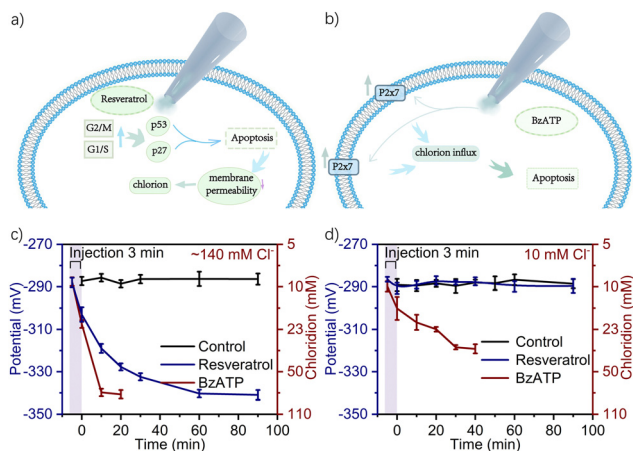 a)
Resveratrol
G2/M
G1/S
p53
p27
Apoptosis
membrane
permeability
chlorion
b)
P2x7
P2x7
BzATP
chlorion influx
Apoptosis
c)
Injection 3 min
~140 mM Cl⁻
Potential (mV)
-270
-290
-310
-330
-350
Control
Resveratrol
BzATP
5
10
23
50
110
Chloridion (mM)
0 20 40 60 80 100
Time (min)
d)
Injection 3 min
10 mM Cl⁻
Potential (mV)
-270
-290
-310
-330
-350
Control
Resveratrol
BzATP
5
10
23
50
110
Chloridion (mM)
0 20 40 60 80 100
Time (min)